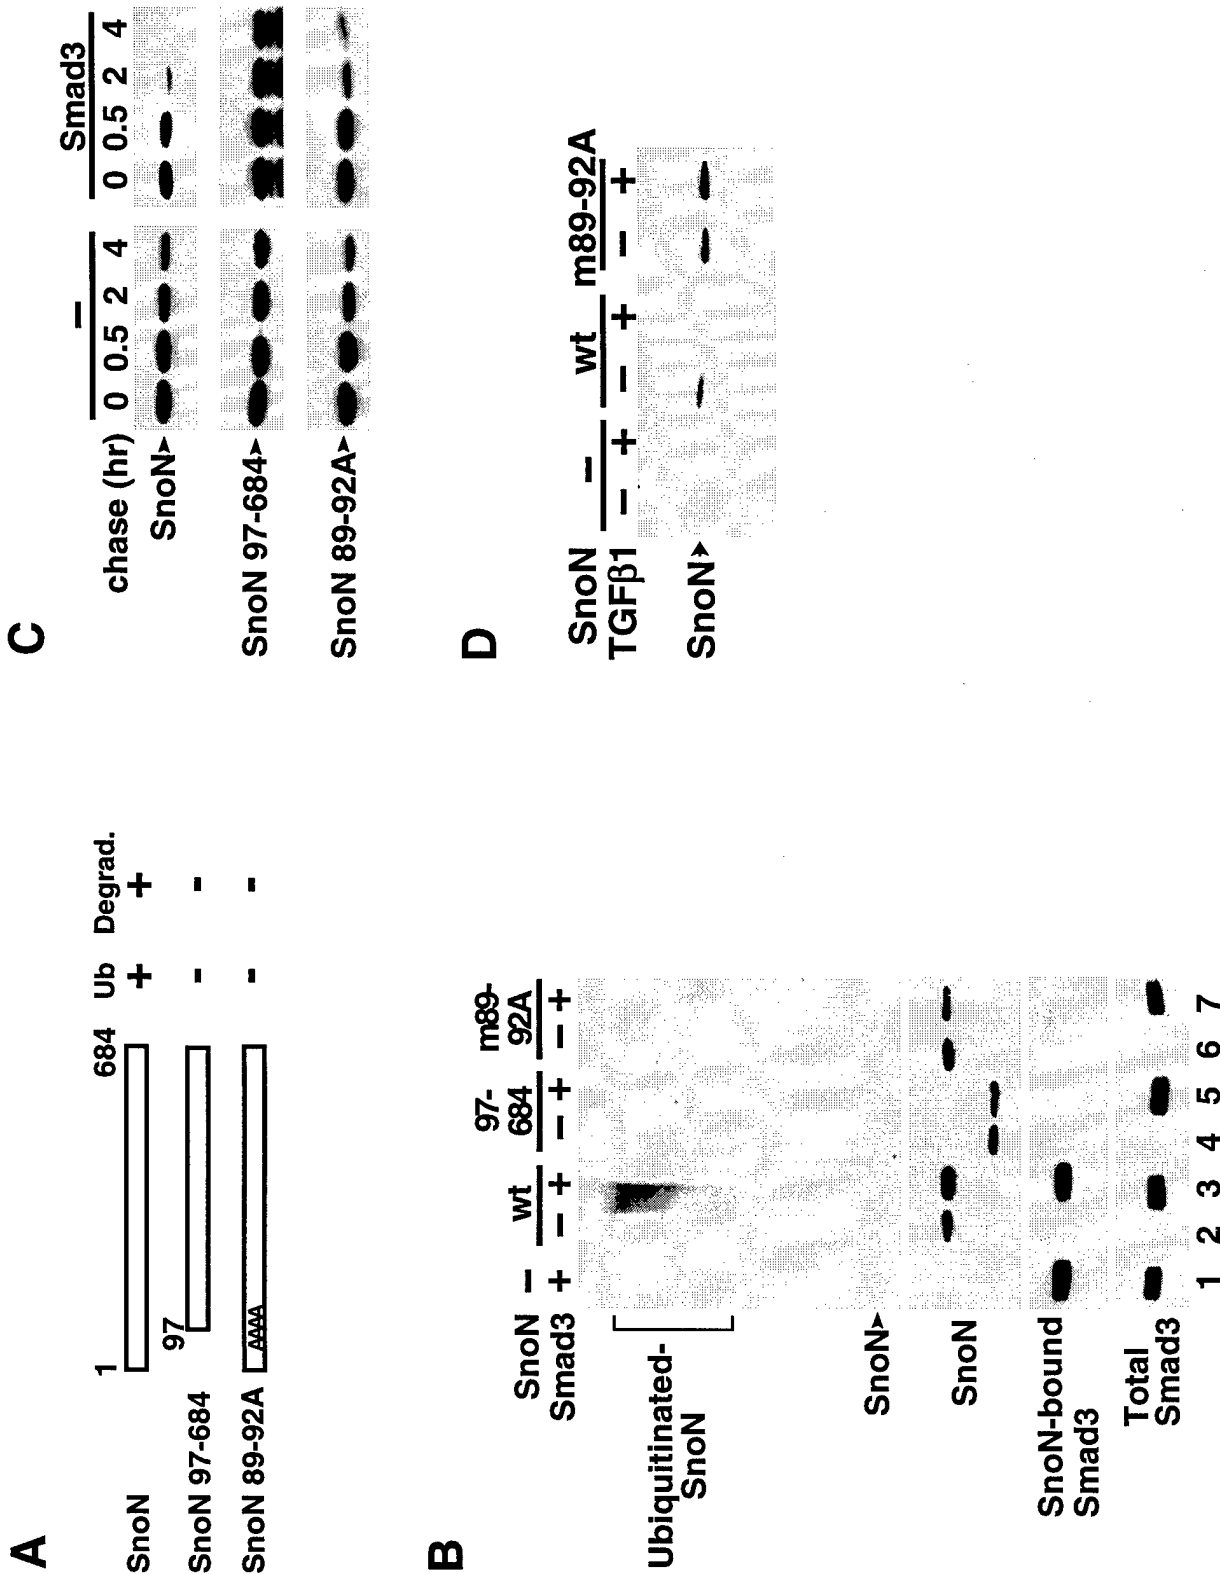 A
1 684 Ub Degrad.
SnoN + +
97
SnoN 97-684 - -
SnoN 89-92A AAAA - -
B
SnoN – wt 97-684 m89-92A
Smad3 + – + – + – +
Ubiquitinated-SnoN
SnoN
SnoN
SnoN-bound Smad3
Total Smad3
1 2 3 4 5 6 7
C
– Smad3
chase (hr) 0 0.5 2 4 0 0.5 2 4
SnoN
SnoN 97-684
SnoN 89-92A
D
SnoN – wt m89-92A
TGFβ1 – + – + – +
SnoN